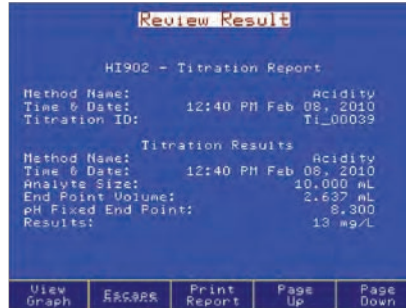 Review Result
HI902 - Titration Report
Method Name: Acidity
Time & Date: 12:40 PM Feb 08, 2010
Titration ID: Ti_00039
Titration Results
Method Name: Acidity
Time & Date: 12:40 PM Feb 08, 2010
Analyte Size: 10.000 mL
End Point Volume: 2.637 mL
pH Fixed End Point: 8.300
Results: 13 mg/L
View Graph Escape Print Report Page Up Page Down